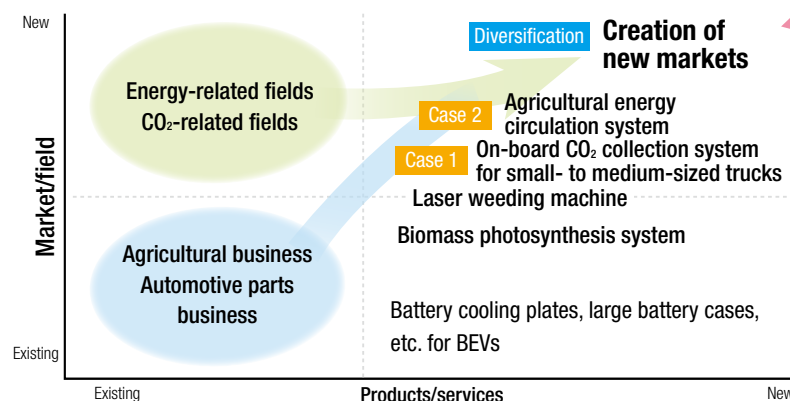 New
Market/field
Existing
Diversification
Creation of
new markets
Energy-related fields
CO₂-related fields
Case 2
Agricultural energy
circulation system
Case 1
On-board CO₂ collection system
for small- to medium-sized trucks
Laser weeding machine
Biomass photosynthesis system
Agricultural business
Automotive parts
business
Battery cooling plates, large battery cases,
etc. for BEVs
Existing
Products/services
New